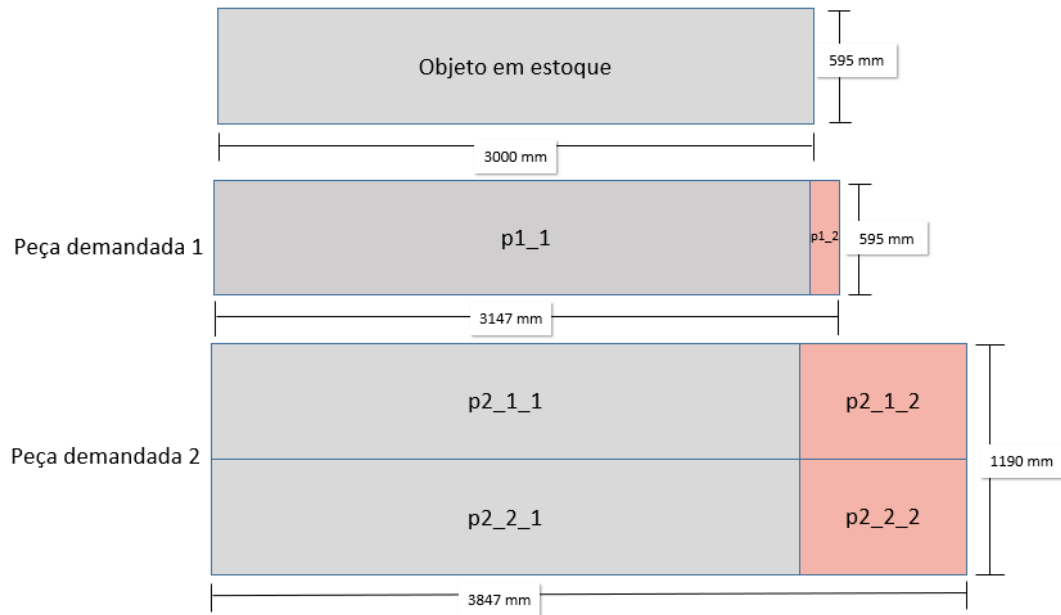 Objeto em estoque
595 mm
3000 mm
Peça demandada 1
p1_1
p1_2
595 mm
3147 mm
Peça demandada 2
p2_1_1
p2_1_2
p2_2_1
p2_2_2
1190 mm
3847 mm